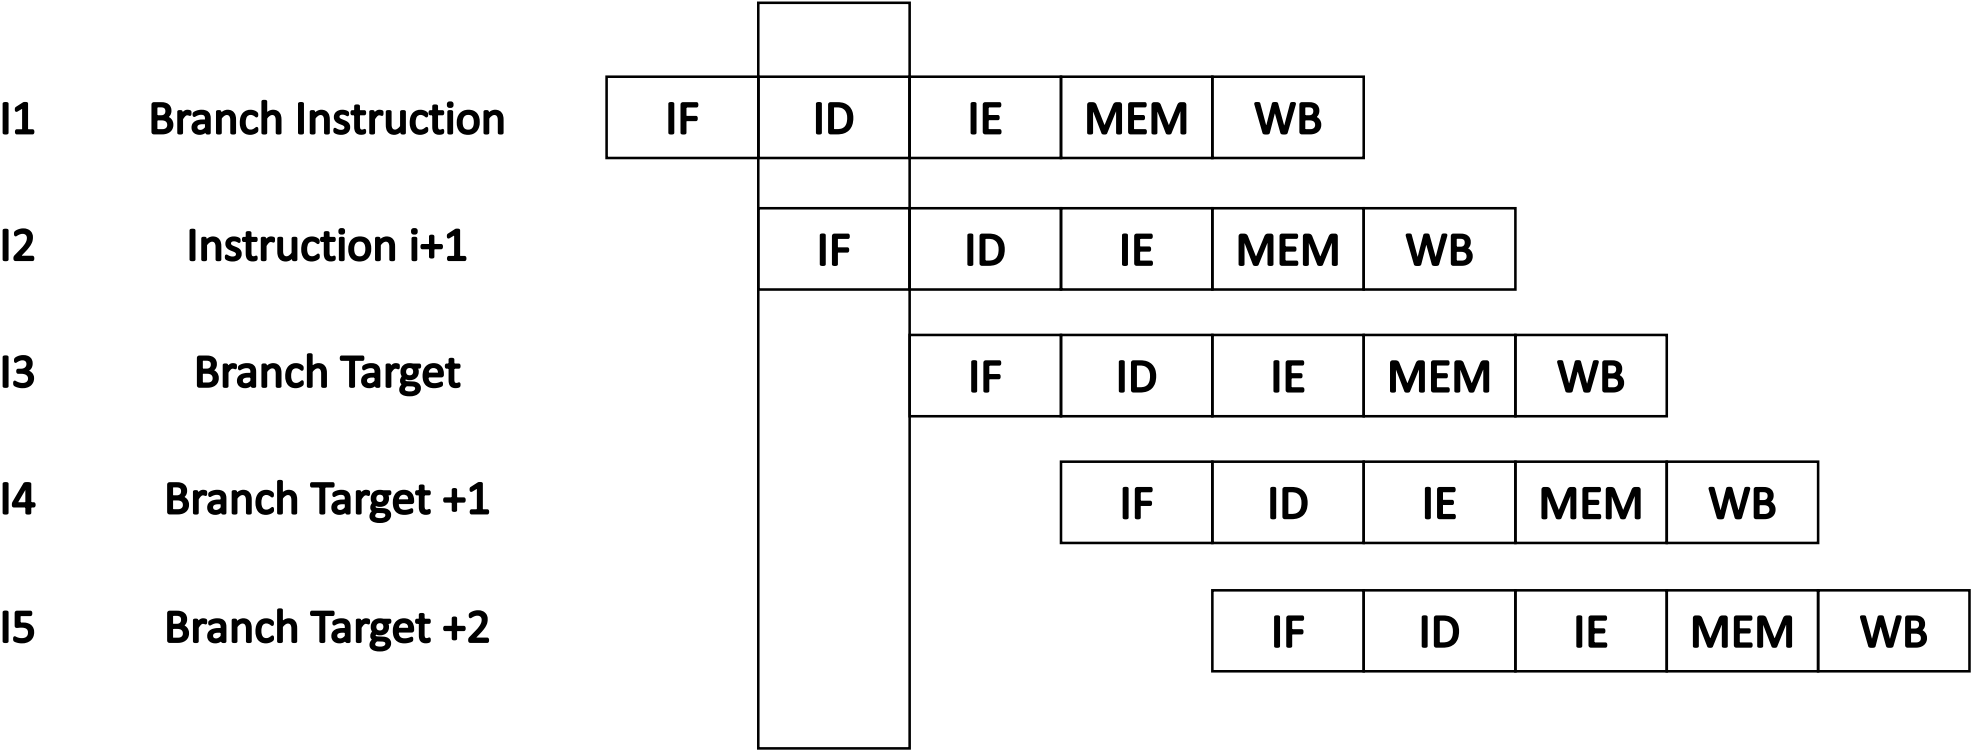 I1 Branch Instruction IF ID IE MEM WB
I2 Instruction i+1 IF ID IE MEM WB
I3 Branch Target IF ID IE MEM WB
I4 Branch Target +1 IF ID IE MEM WB
I5 Branch Target +2 IF ID IE MEM WB